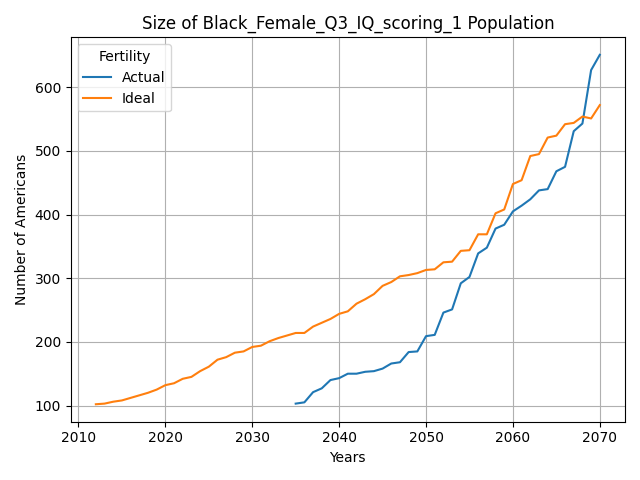 Size of Black_Female_Q3_IQ_scoring_1 Population
Fertility
Actual
Ideal
Number of Americans
600
500
400
300
200
100
2010
2020
2030
2040
2050
2060
2070
Years